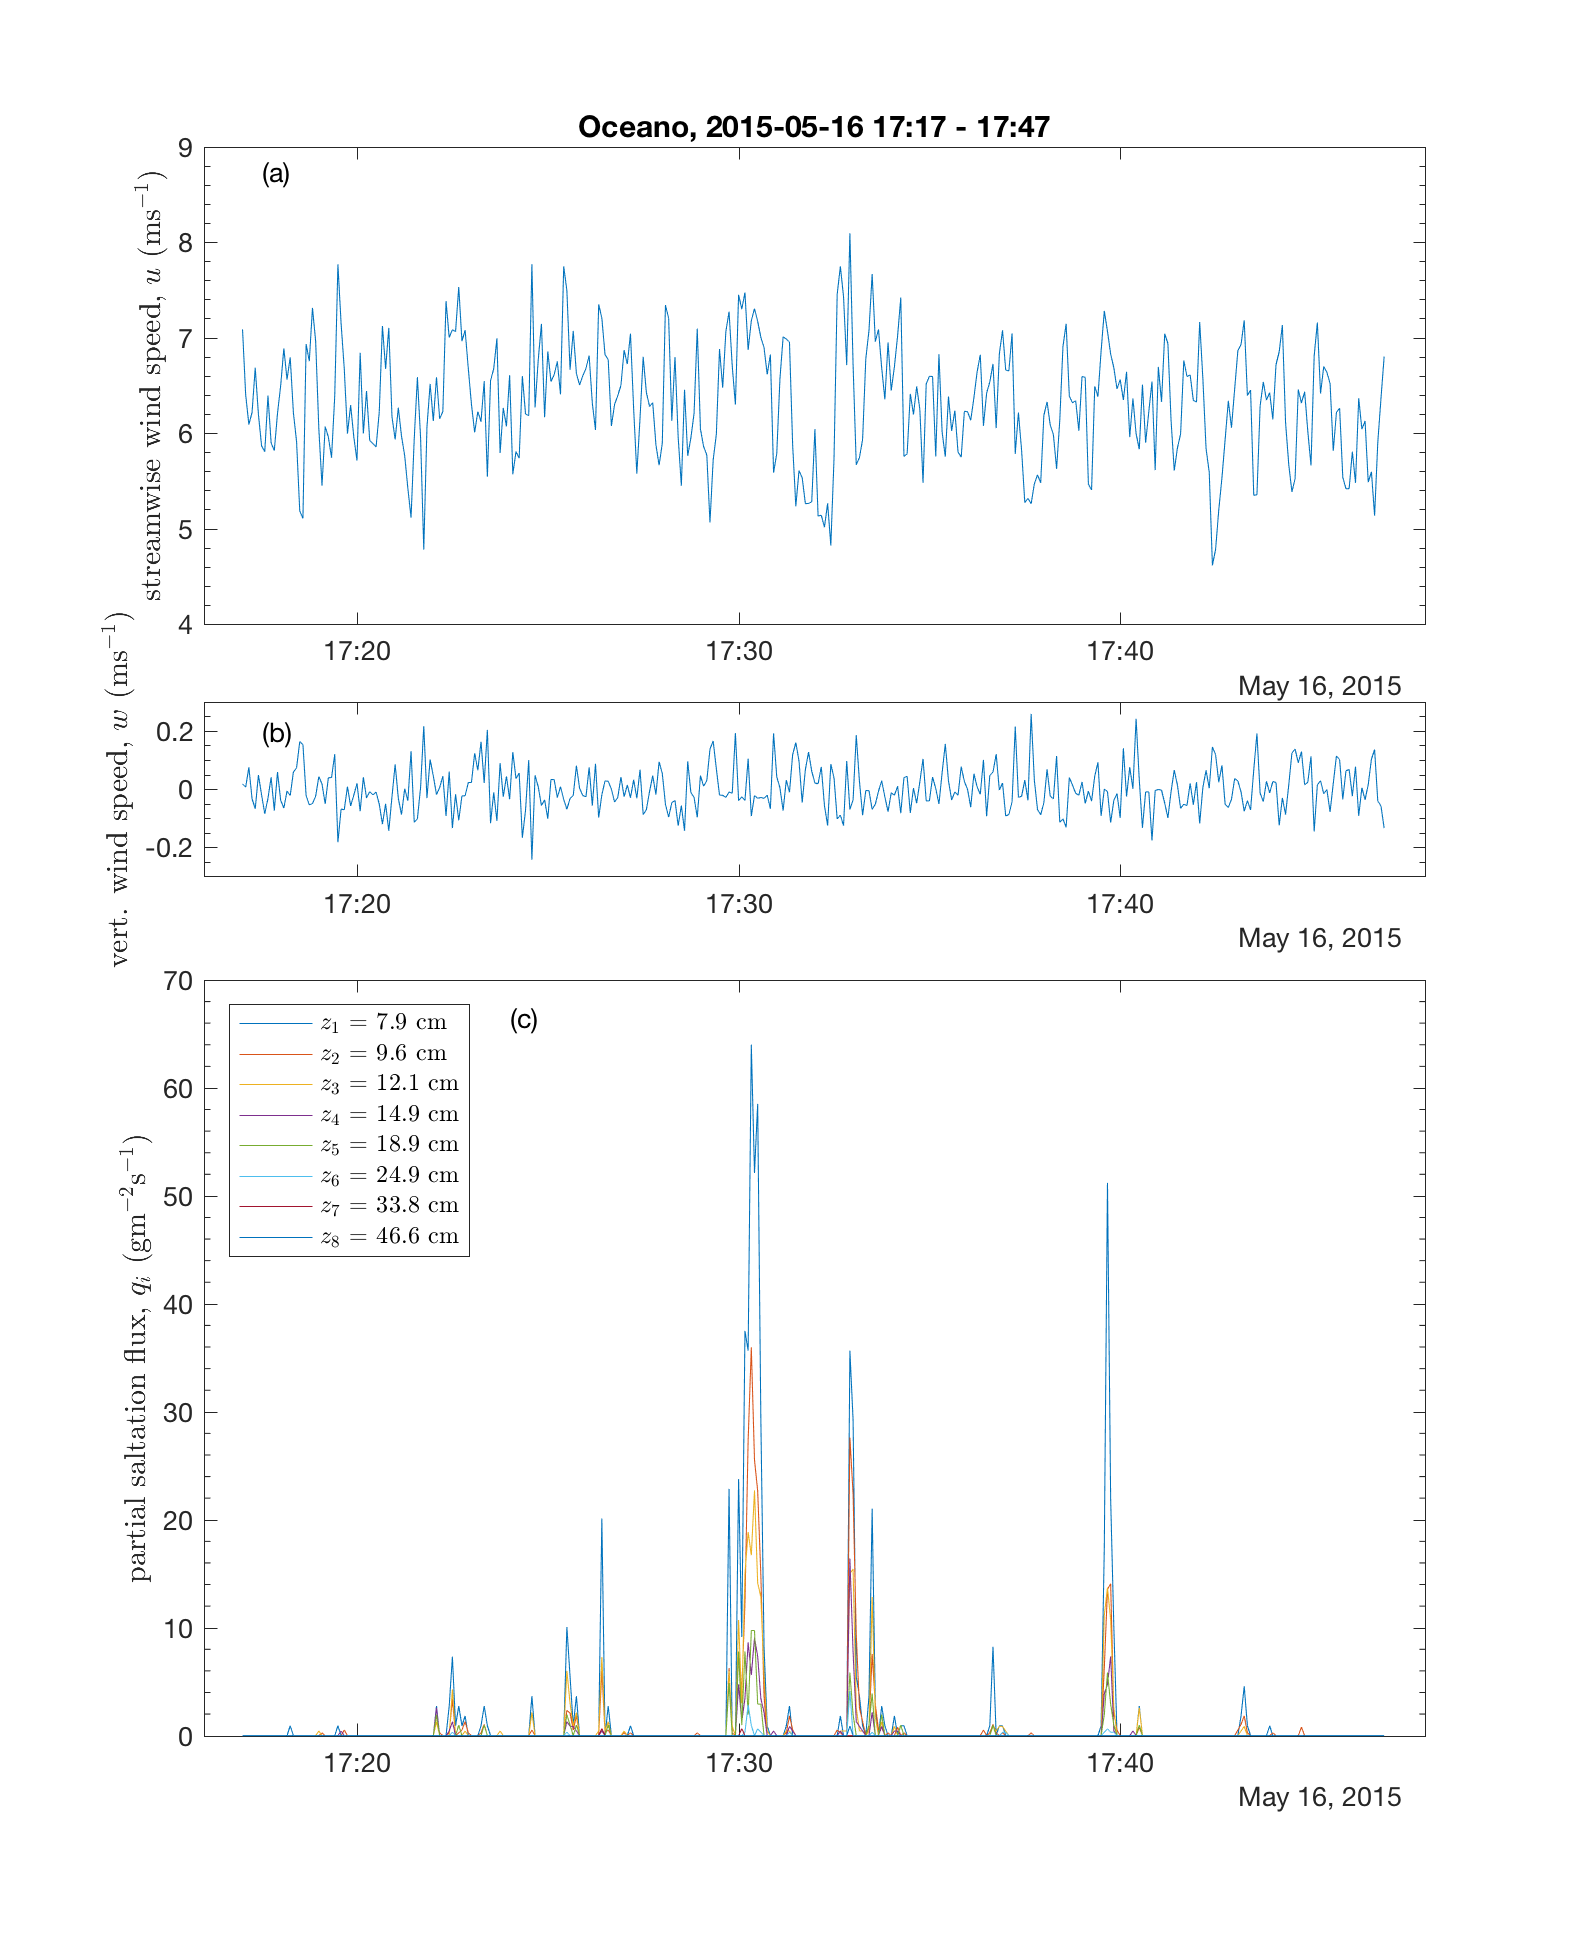 Oceano, 2015-05-16 17:17 - 17:47
(a)
streamwise wind speed, u (ms⁻¹)
9
8
7
6
5
4
17:20 17:30 17:40
May 16, 2015
(b)
vert. wind speed, w (ms⁻¹)
0.2
0
-0.2
17:20 17:30 17:40
May 16, 2015
(c)
partial saltation flux, qᵢ (gm⁻²s⁻¹)
70
60
50
40
30
20
10
0
z₁ = 7.9 cm
z₂ = 9.6 cm
z₃ = 12.1 cm
z₄ = 14.9 cm
z₅ = 18.9 cm
z₆ = 24.9 cm
z₇ = 33.8 cm
z₈ = 46.6 cm
17:20 17:30 17:40
May 16, 2015